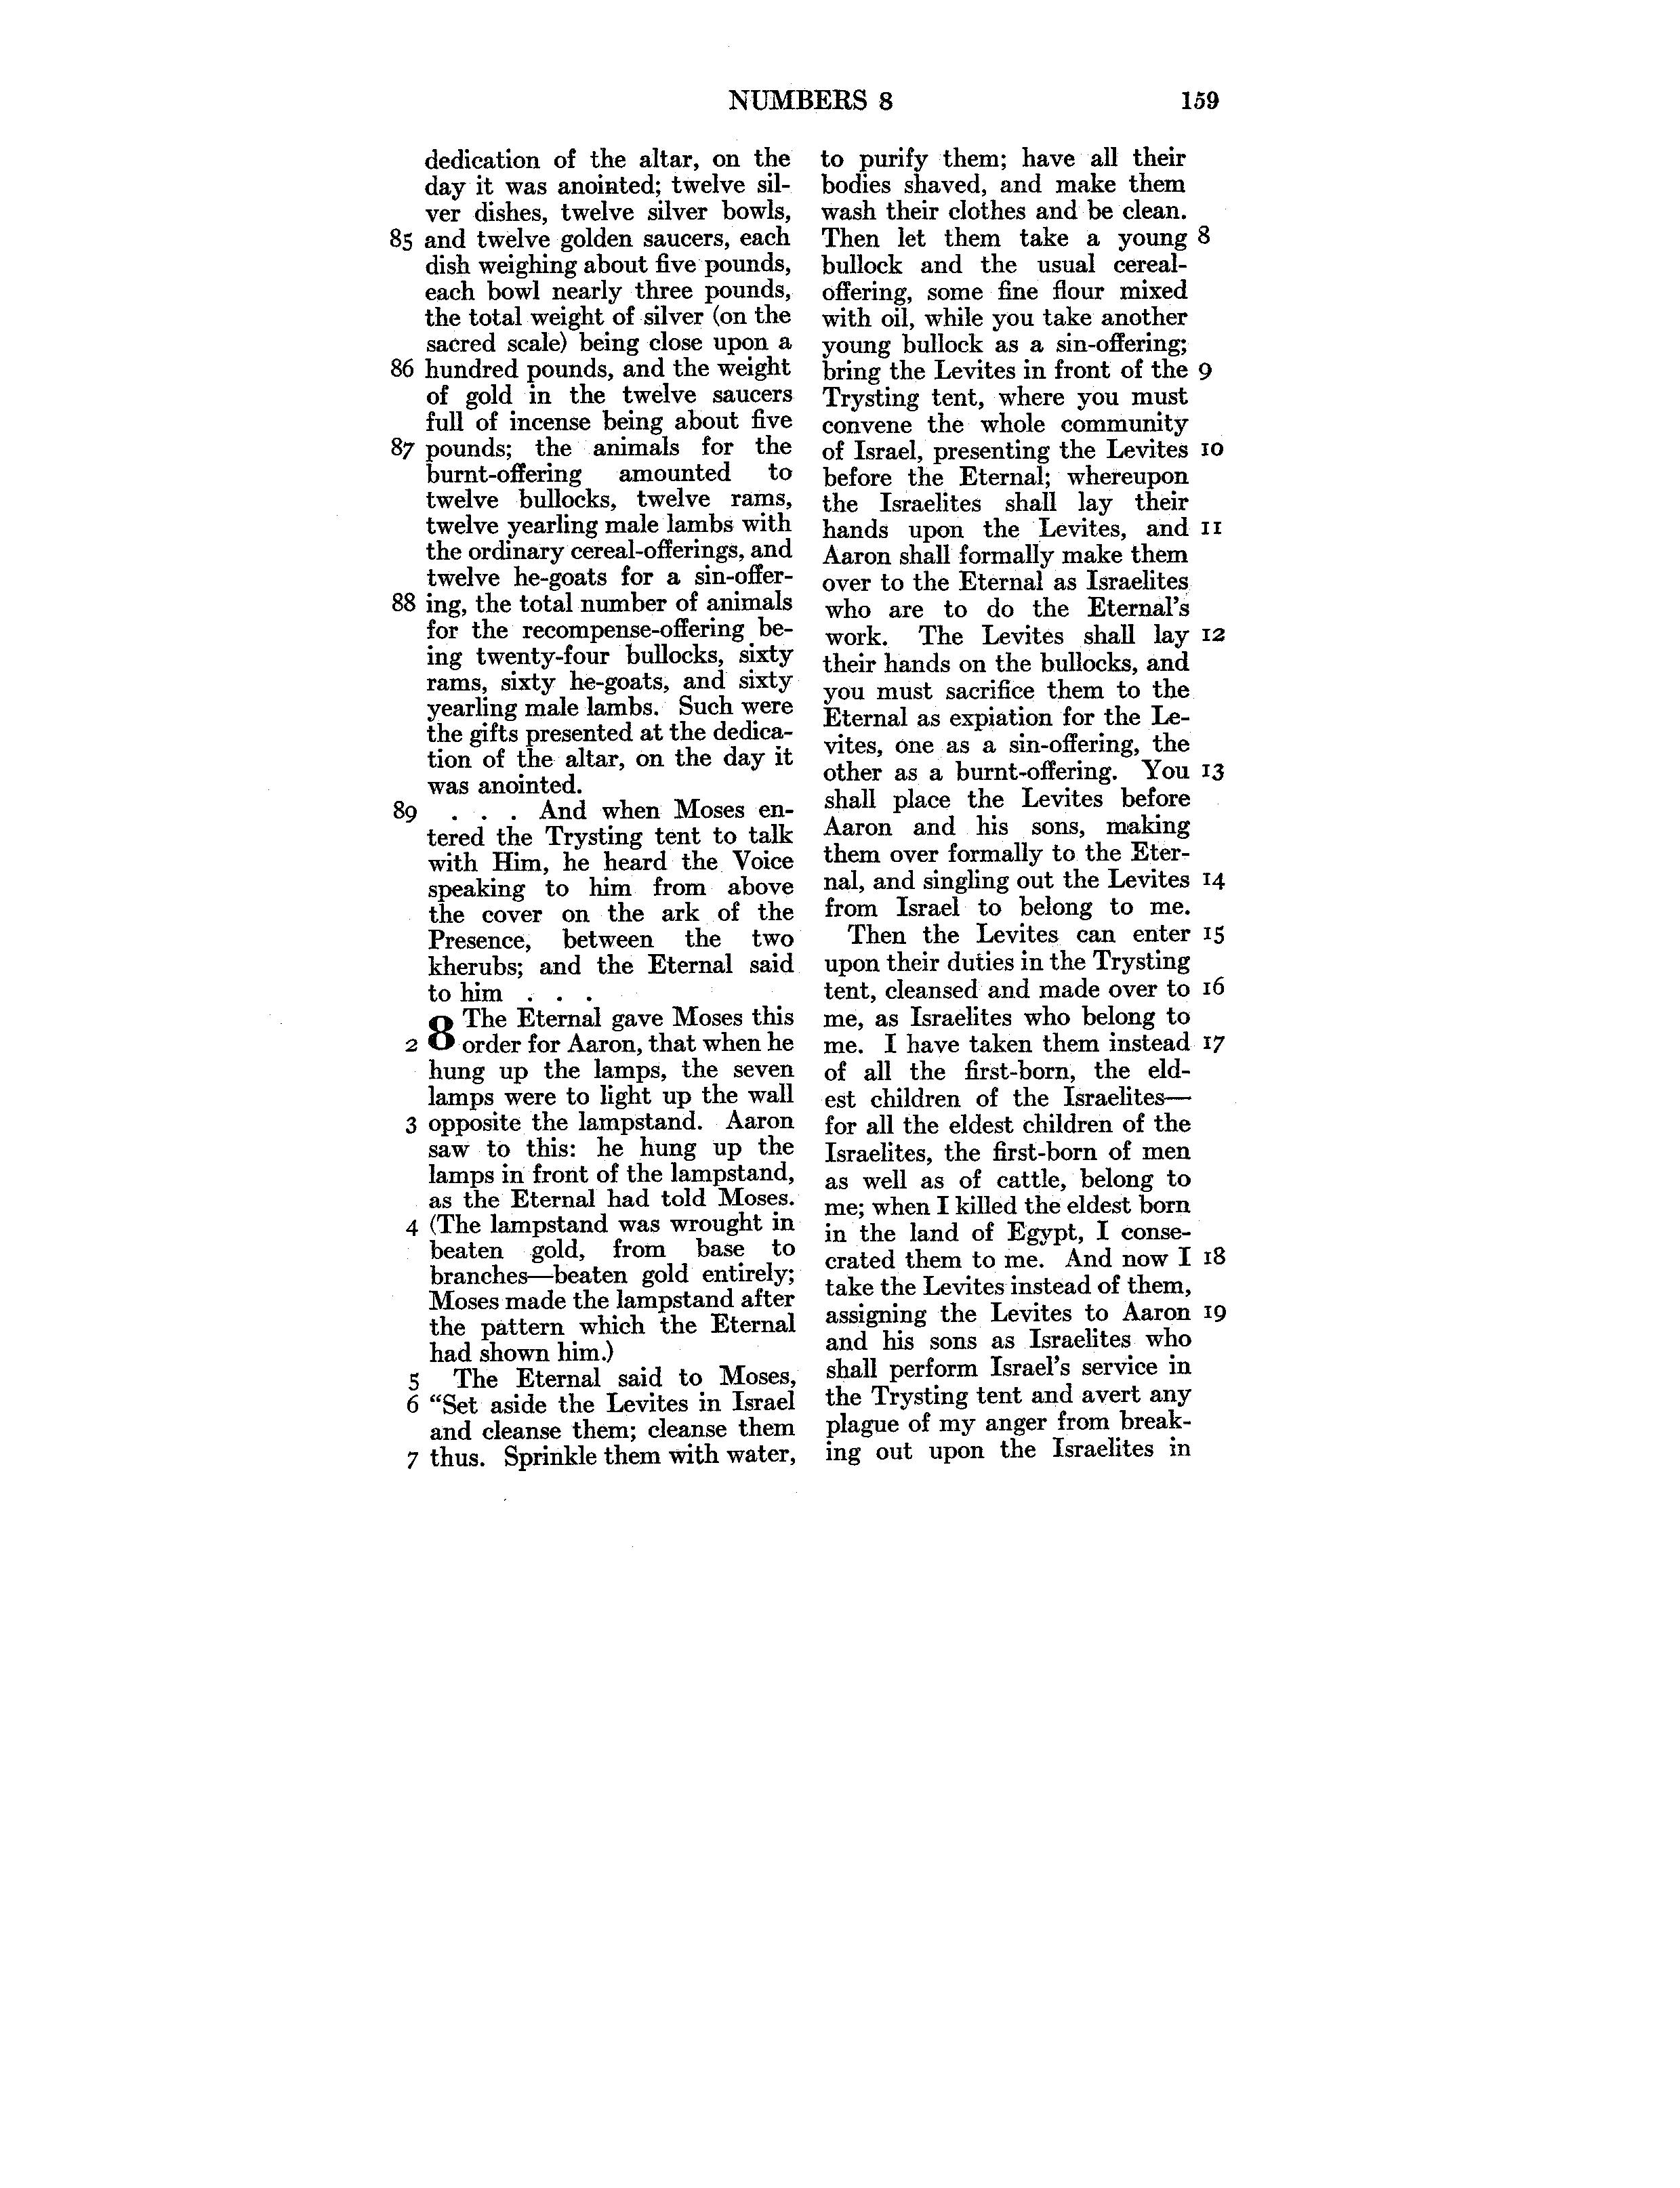 NUMBERS 8 159
dedication of the altar, on the
day it was anointed; twelve sil-
ver dishes, twelve silver bowls,
85 and twelve golden saucers, each
dish weighing about five pounds,
each bowl nearly three pounds,
the total weight of silver (on the
sacred scale) being close upon a
86 hundred pounds, and the weight
of gold in the twelve saucers
full of incense being about five
87 pounds; the animals for the
burnt-offering amounted to
twelve bullocks, twelve rams,
twelve yearling male lambs with
the ordinary cereal-offerings, and
twelve he-goats for a sin-offer-
88 ing, the total number of animals
for the recompense-offering be-
ing twenty-four bullocks, sixty
rams, sixty he-goats, and sixty
yearling male lambs. Such were
the gifts presented at the dedica-
tion of the altar, on the day it
was anointed.
89 . . . And when Moses en-
tered the Trysting tent to talk
with Him, he heard the Voice
speaking to him from above
the cover on the ark of the
Presence, between the two
kherubs; and the Eternal said
to him . . .
8 The Eternal gave Moses this
2 order for Aaron, that when he
hung up the lamps, the seven
lamps were to light up the wall
3 opposite the lampstand. Aaron
saw to this: he hung up the
lamps in front of the lampstand,
as the Eternal had told Moses.
4 (The lampstand was wrought in
beaten gold, from base to
branches—beaten gold entirely;
Moses made the lampstand after
the pattern which the Eternal
had shown him.)
5 The Eternal said to Moses,
6 “Set aside the Levites in Israel
and cleanse them; cleanse them
7 thus. Sprinkle them with water,
to purify them; have all their
bodies shaved, and make them
wash their clothes and be clean.
Then let them take a young 8
bullock and the usual cereal-
offering, some fine flour mixed
with oil, while you take another
young bullock as a sin-offering;
bring the Levites in front of the 9
Trysting tent, where you must
convene the whole community
of Israel, presenting the Levites 10
before the Eternal; whereupon
the Israelites shall lay their
hands upon the Levites, and 11
Aaron shall formally make them
over to the Eternal as Israelites
who are to do the Eternal’s
work. The Levites shall lay 12
their hands on the bullocks, and
you must sacrifice them to the
Eternal as expiation for the Le-
vites, one as a sin-offering, the
other as a burnt-offering. You 13
shall place the Levites before
Aaron and his sons, making
them over formally to the Eter-
nal, and singling out the Levites 14
from Israel to belong to me.
Then the Levites can enter 15
upon their duties in the Trysting
tent, cleansed and made over to 16
me, as Israelites who belong to
me. I have taken them instead 17
of all the first-born, the eld-
est children of the Israelites—
for all the eldest children of the
Israelites, the first-born of men
as well as of cattle, belong to
me; when I killed the eldest born
in the land of Egypt, I conse-
crated them to me. And now I 18
take the Levites instead of them,
assigning the Levites to Aaron 19
and his sons as Israelites who
shall perform Israel’s service in
the Trysting tent and avert any
plague of my anger from break-
ing out upon the Israelites in